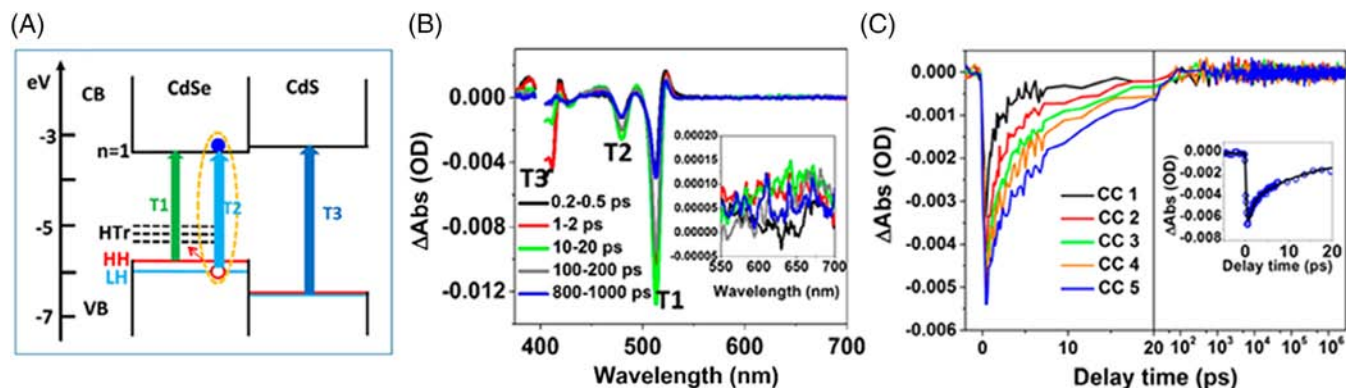 (A)
eV
CB
CdSe
CdS
-3
n=1
T1
T2
T3
HTr
-5
HH
LH
VB
-7
(B)
ΔAbs (OD)
0.000
-0.004
-0.008
-0.012
T3
T2
T1
0.2-0.5 ps
1-2 ps
10-20 ps
100-200 ps
800-1000 ps
0.00020
0.00015
0.00010
0.00005
0.00000
-0.00005
550 600 650 700
Wavelength (nm)
400 500 600 700
Wavelength (nm)
(C)
ΔAbs (OD)
0.000
-0.001
-0.002
-0.003
-0.004
-0.005
-0.006
CC 1
CC 2
CC 3
CC 4
CC 5
ΔAbs (OD)
0.000
-0.002
-0.004
-0.006
-0.008
0 5 10 15 20
Delay time (ps)
0 10 20 10² 10³ 10⁴ 10⁵ 10⁶
Delay time (ps)